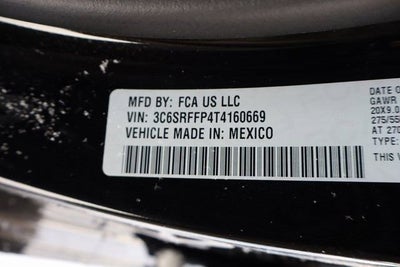 MFD BY: FCA US LLC
VIN: 3C6SRFFP4T4160669
VEHICLE MADE IN: MEXICO
DATE O
GAWR
20X9.0
275/55
AT 270
TYPE:
THIS V